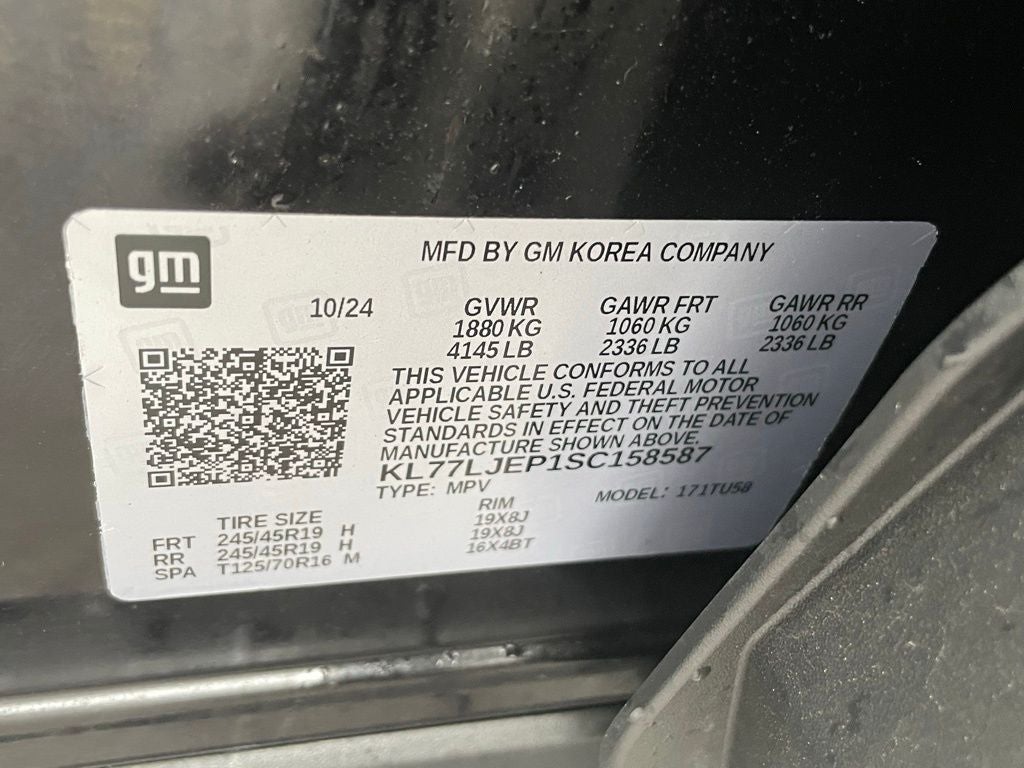 gm
MFD BY GM KOREA COMPANY
10/24 GVWR GAWR FRT GAWR RR
1880 KG 1060 KG 1060 KG
4145 LB 2336 LB 2336 LB
THIS VEHICLE CONFORMS TO ALL
APPLICABLE U.S. FEDERAL MOTOR
VEHICLE SAFETY AND THEFT PREVENTION
STANDARDS IN EFFECT ON THE DATE OF
MANUFACTURE SHOWN ABOVE.
KL77LJEP1SC158587
TYPE: MPV MODEL: 171TU58
TIRE SIZE RIM
FRT 245/45R19 H 19X8J
RR 245/45R19 H 19X8J
SPA T125/70R16 M 16X4BT